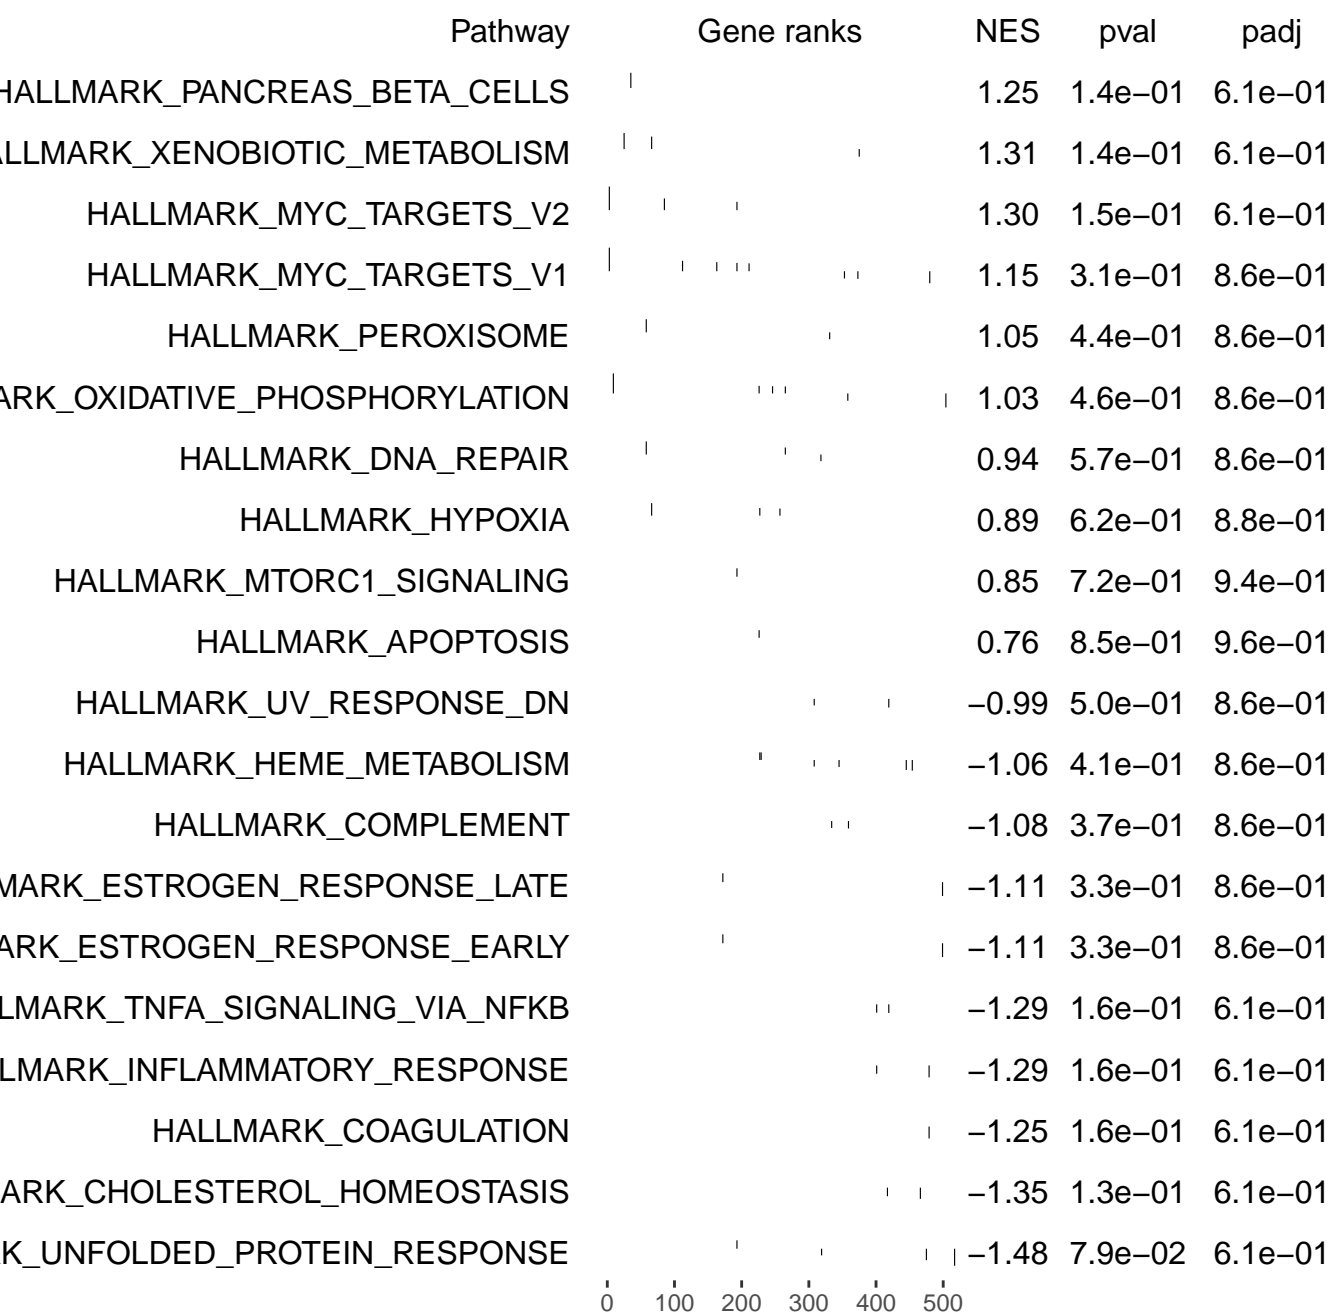 Pathway Gene ranks NES pval padj
HALLMARK_PANCREAS_BETA_CELLS 1.25 1.4e−01 6.1e−01
ALLMARK_XENOBIOTIC_METABOLISM 1.31 1.4e−01 6.1e−01
HALLMARK_MYC_TARGETS_V2 1.30 1.5e−01 6.1e−01
HALLMARK_MYC_TARGETS_V1 1.15 3.1e−01 8.6e−01
HALLMARK_PEROXISOME 1.05 4.4e−01 8.6e−01
ARK_OXIDATIVE_PHOSPHORYLATION 1.03 4.6e−01 8.6e−01
HALLMARK_DNA_REPAIR 0.94 5.7e−01 8.6e−01
HALLMARK_HYPOXIA 0.89 6.2e−01 8.8e−01
HALLMARK_MTORC1_SIGNALING 0.85 7.2e−01 9.4e−01
HALLMARK_APOPTOSIS 0.76 8.5e−01 9.6e−01
HALLMARK_UV_RESPONSE_DN −0.99 5.0e−01 8.6e−01
HALLMARK_HEME_METABOLISM −1.06 4.1e−01 8.6e−01
HALLMARK_COMPLEMENT −1.08 3.7e−01 8.6e−01
MARK_ESTROGEN_RESPONSE_LATE −1.11 3.3e−01 8.6e−01
ARK_ESTROGEN_RESPONSE_EARLY −1.11 3.3e−01 8.6e−01
LMARK_TNFA_SIGNALING_VIA_NFKB −1.29 1.6e−01 6.1e−01
LMARK_INFLAMMATORY_RESPONSE −1.29 1.6e−01 6.1e−01
HALLMARK_COAGULATION −1.25 1.6e−01 6.1e−01
ARK_CHOLESTEROL_HOMEOSTASIS −1.35 1.3e−01 6.1e−01
K_UNFOLDED_PROTEIN_RESPONSE −1.48 7.9e−02 6.1e−01
0 100 200 300 400 500